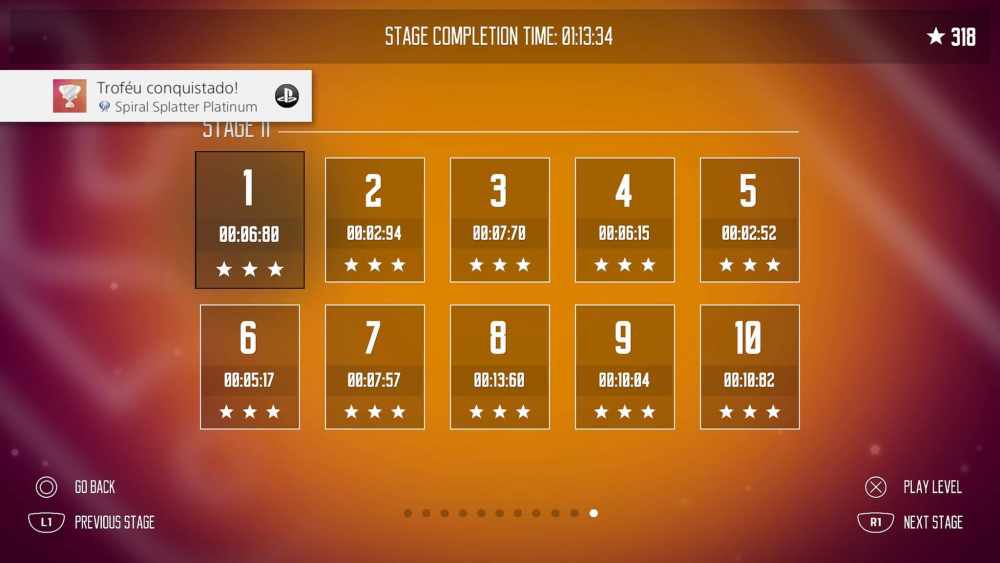 STAGE COMPLETION TIME: 01:13:34
318
Troféu conquistado!
Spiral Splatter Platinum
STAGE 11
1 2 3 4 5
00:06:80 00:02:94 00:07:70 00:06:15 00:02:52
6 7 8 9 10
00:05:17 00:07:57 00:13:60 00:10:04 00:10:82
GO BACK
PLAY LEVEL
L1 PREVIOUS STAGE
R1 NEXT STAGE